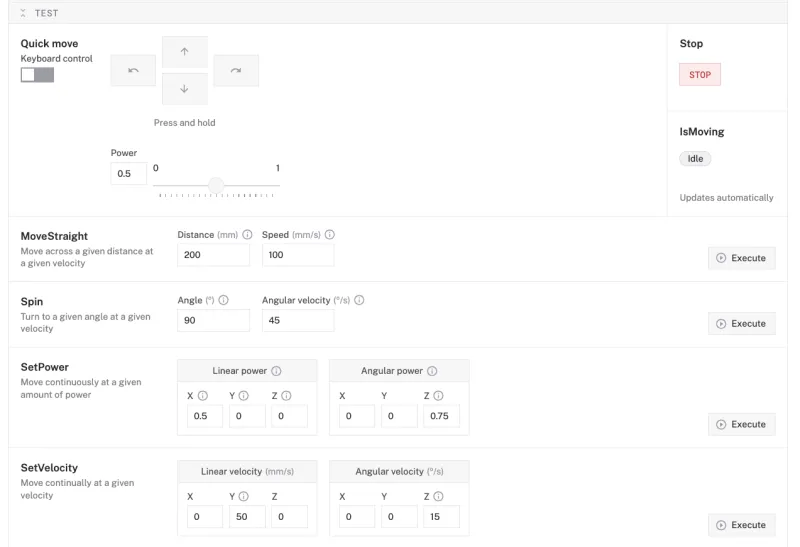 TEST
Quick move
Keyboard control
Press and hold
Power
0.5
0
1
Stop
STOP
IsMoving
Idle
Updates automatically
MoveStraight
Move across a given distance at
a given velocity
Distance (mm)
Speed (mm/s)
200
100
Execute
Spin
Turn to a given angle at a given
velocity
Angle (°)
Angular velocity (°/s)
90
45
Execute
SetPower
Move continuously at a given
amount of power
Linear power
X Y Z
0.5 0 0
Angular power
X Y Z
0 0 0.75
Execute
SetVelocity
Move continually at a given
velocity
Linear velocity (mm/s)
X Y Z
0 50 0
Angular velocity (°/s)
X Y Z
0 0 15
Execute